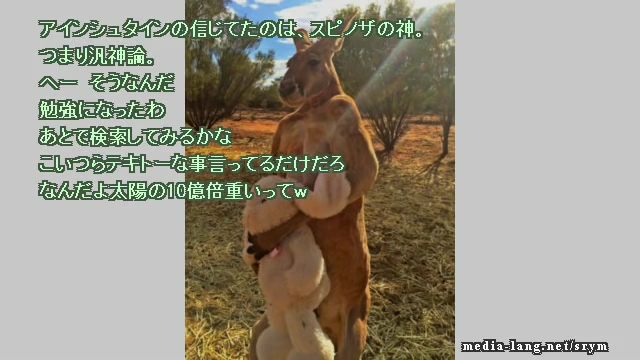 アインシュタインの信じてたのは、スピノザの神。
つまり汎神論。
へー　そうなんだ
勉強になったわ
あとで検索してみるかな
こいつらテキトーな事言ってるだけだろ
なんだよ太陽の10億倍重いってw
media-lang.net/srym